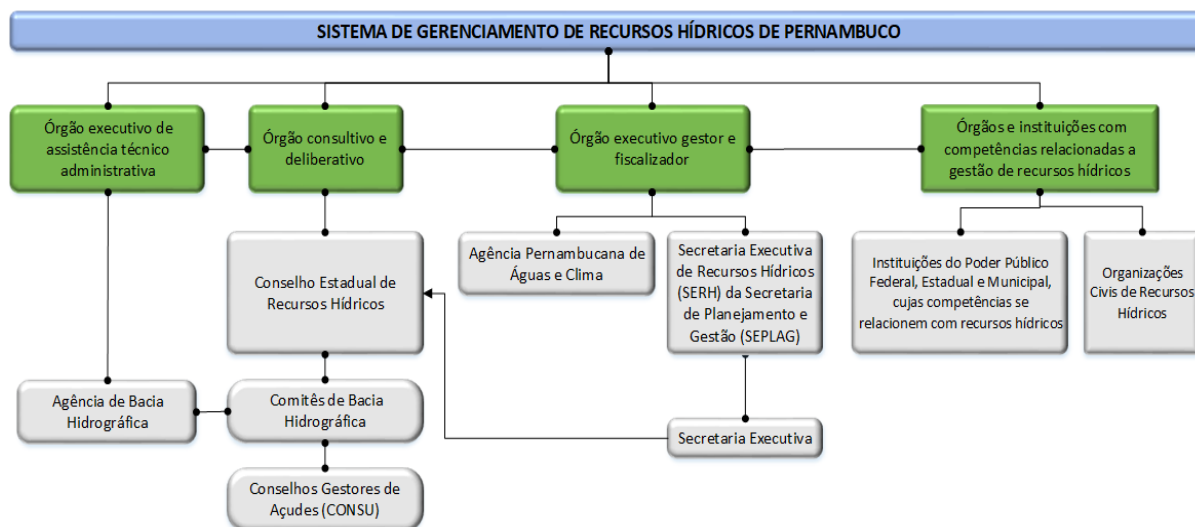 SISTEMA DE GERENCIAMENTO DE RECURSOS HÍDRICOS DE PERNAMBUCO
Órgão executivo de
assistência técnico
administrativa
Órgão consultivo e
deliberativo
Órgão executivo gestor e
fiscalizador
Órgãos e instituições com
competências relacionadas a
gestão de recursos hídricos
Conselho Estadual de
Recursos Hídricos
Agência Pernambucana de
Águas e Clima
Secretaria Executiva
de Recursos Hídricos
(SERH) da Secretaria
de Planejamento e
Gestão (SEPLAG)
Instituições do Poder Público
Federal, Estadual e Municipal,
cujas competências se
relacionem com recursos hídricos
Organizações
Civis de Recursos
Hídricos
Agência de Bacia
Hidrográfica
Comitês de Bacia
Hidrográfica
Secretaria Executiva
Conselhos Gestores de
Açudes (CONSU)